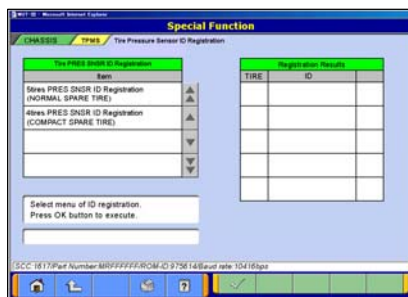 MUT-III - Microsoft Internet Explorer
Special Function
CHASSIS
TPMS
Tire Pressure Sensor ID Registration
Tire PRES SNSR ID Registration
Item
5tires PRES SNSR ID Registration
(NORMAL SPARE TIRE)
4tires PRES SNSR ID Registration
(COMPACT SPARE TIRE)
Registration Results
TIRE
ID
Select menu of ID registration.
Press OK button to execute.
SCC:1617/Part Number:MRFFFFFF/ROM-ID:975614/Baud rate:10416bps
?